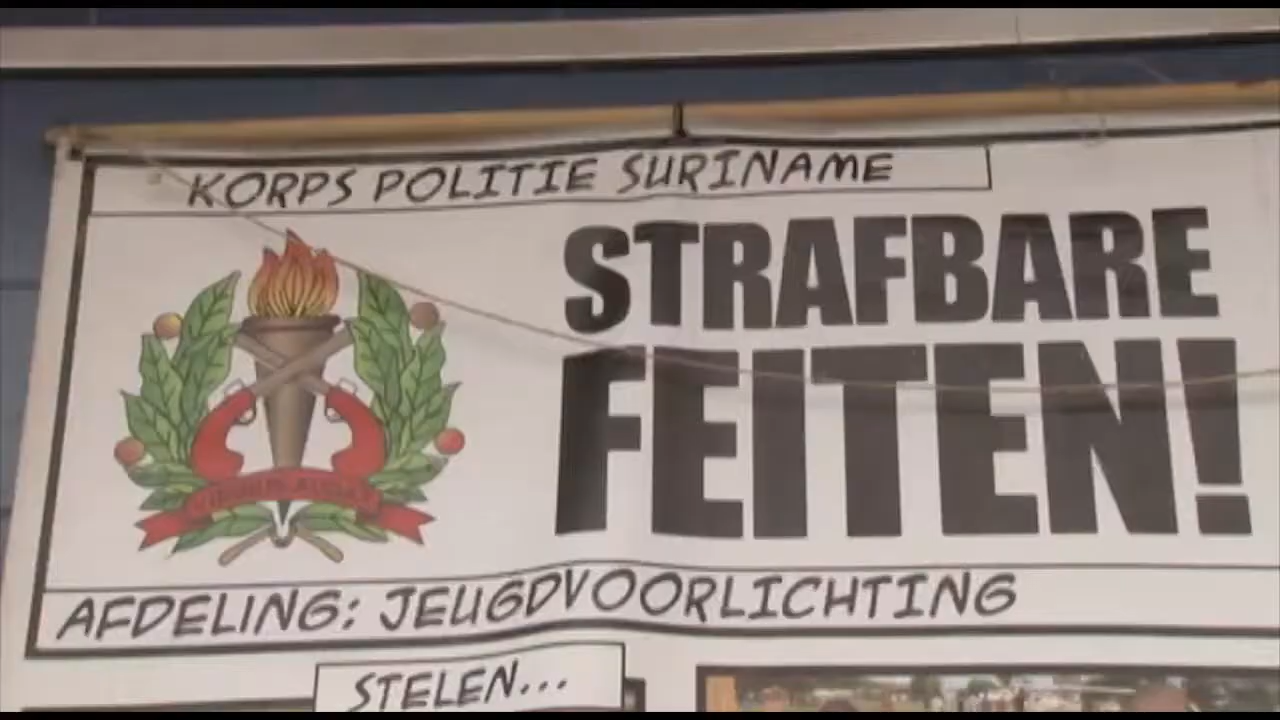 KORPS POLITIE SURINAME
STRAFBARE
FEITEN!
AFDELING: JEUGDVOORLICHTING
STELEN...